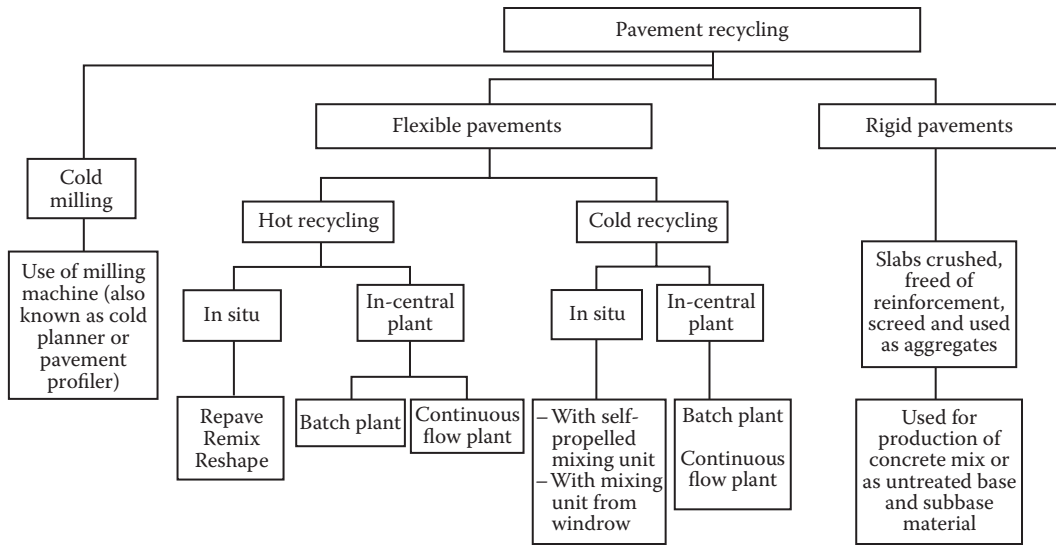 Pavement recycling
Flexible pavements
Rigid pavements
Cold
milling
Hot recycling
Cold recycling
Use of milling
machine (also
known as cold
planner or
pavement
profiler)
In situ
In-central
plant
In situ
In-central
plant
Slabs crushed,
freed of
reinforcement,
screed and used
as aggregates
Repave
Remix
Reshape
Batch plant
Continuous
flow plant
– With self-
propelled
mixing unit
– With mixing
unit from
windrow
Batch plant
Continuous
flow plant
Used for
production of
concrete mix or
as untreated base
and subbase
material